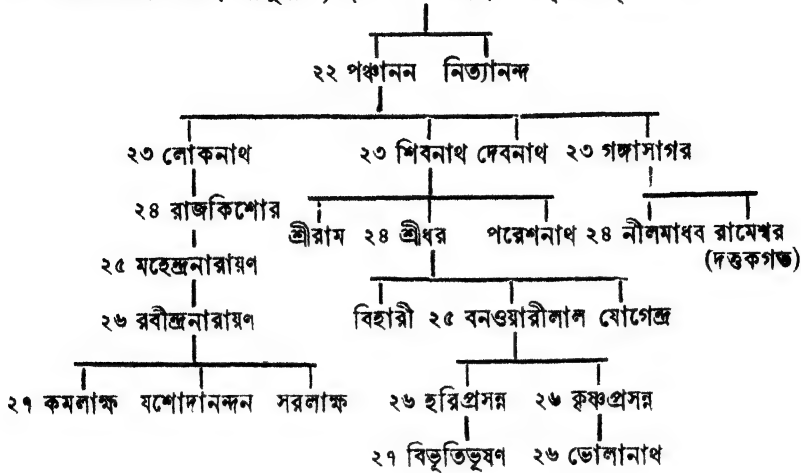 ২২ পঞ্চানন নিত্যানন্দ
২৩ লোকনাথ ২৩ শিবনাথ দেবনাথ ২৩ গঙ্গাসাগর
২৪ রাজকিশোর
শ্রীরাম ২৪ শ্রীধর পরেশনাথ ২৪ নীলমাধব রামেশ্বর
(দত্তকগত)
২৫ মহেন্দ্রনারায়ণ
২৬ রবীন্দ্রনারায়ণ
বিহারী ২৫ বনওয়ারীলাল যোগেন্দ্র
২৭ কমলাক্ষ যশোদানন্দন সরলাক্ষ
২৬ হরিপ্রসন্ন ২৬ কৃষ্ণপ্রসন্ন
২৭ বিভূতিভূষণ ২৬ ভোলানাথ